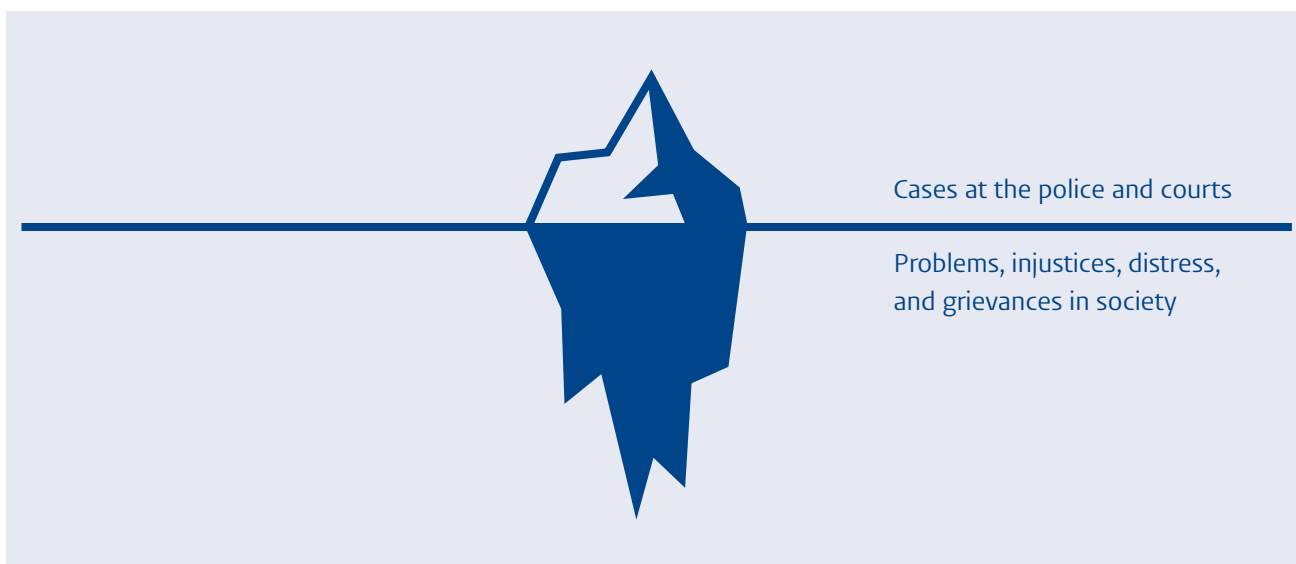 Cases at the police and courts
Problems, injustices, distress,
and grievances in society